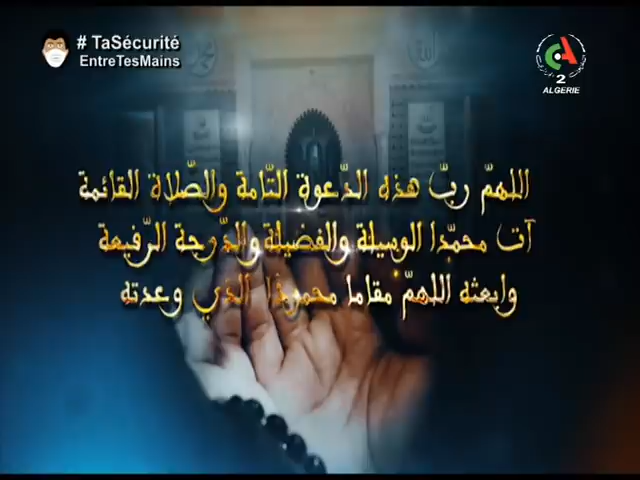 # TaSécurité
EntreTesMains
2
ALGERIE
اللهمّ ربّ هذه الدّعوة التّامة والصّلاة القائمة
آت محمّدا الوسيلة والفضيلة والدّرجة الرّفيعة
وابعثه اللهمّ مقاما محمودا الذي وعدته